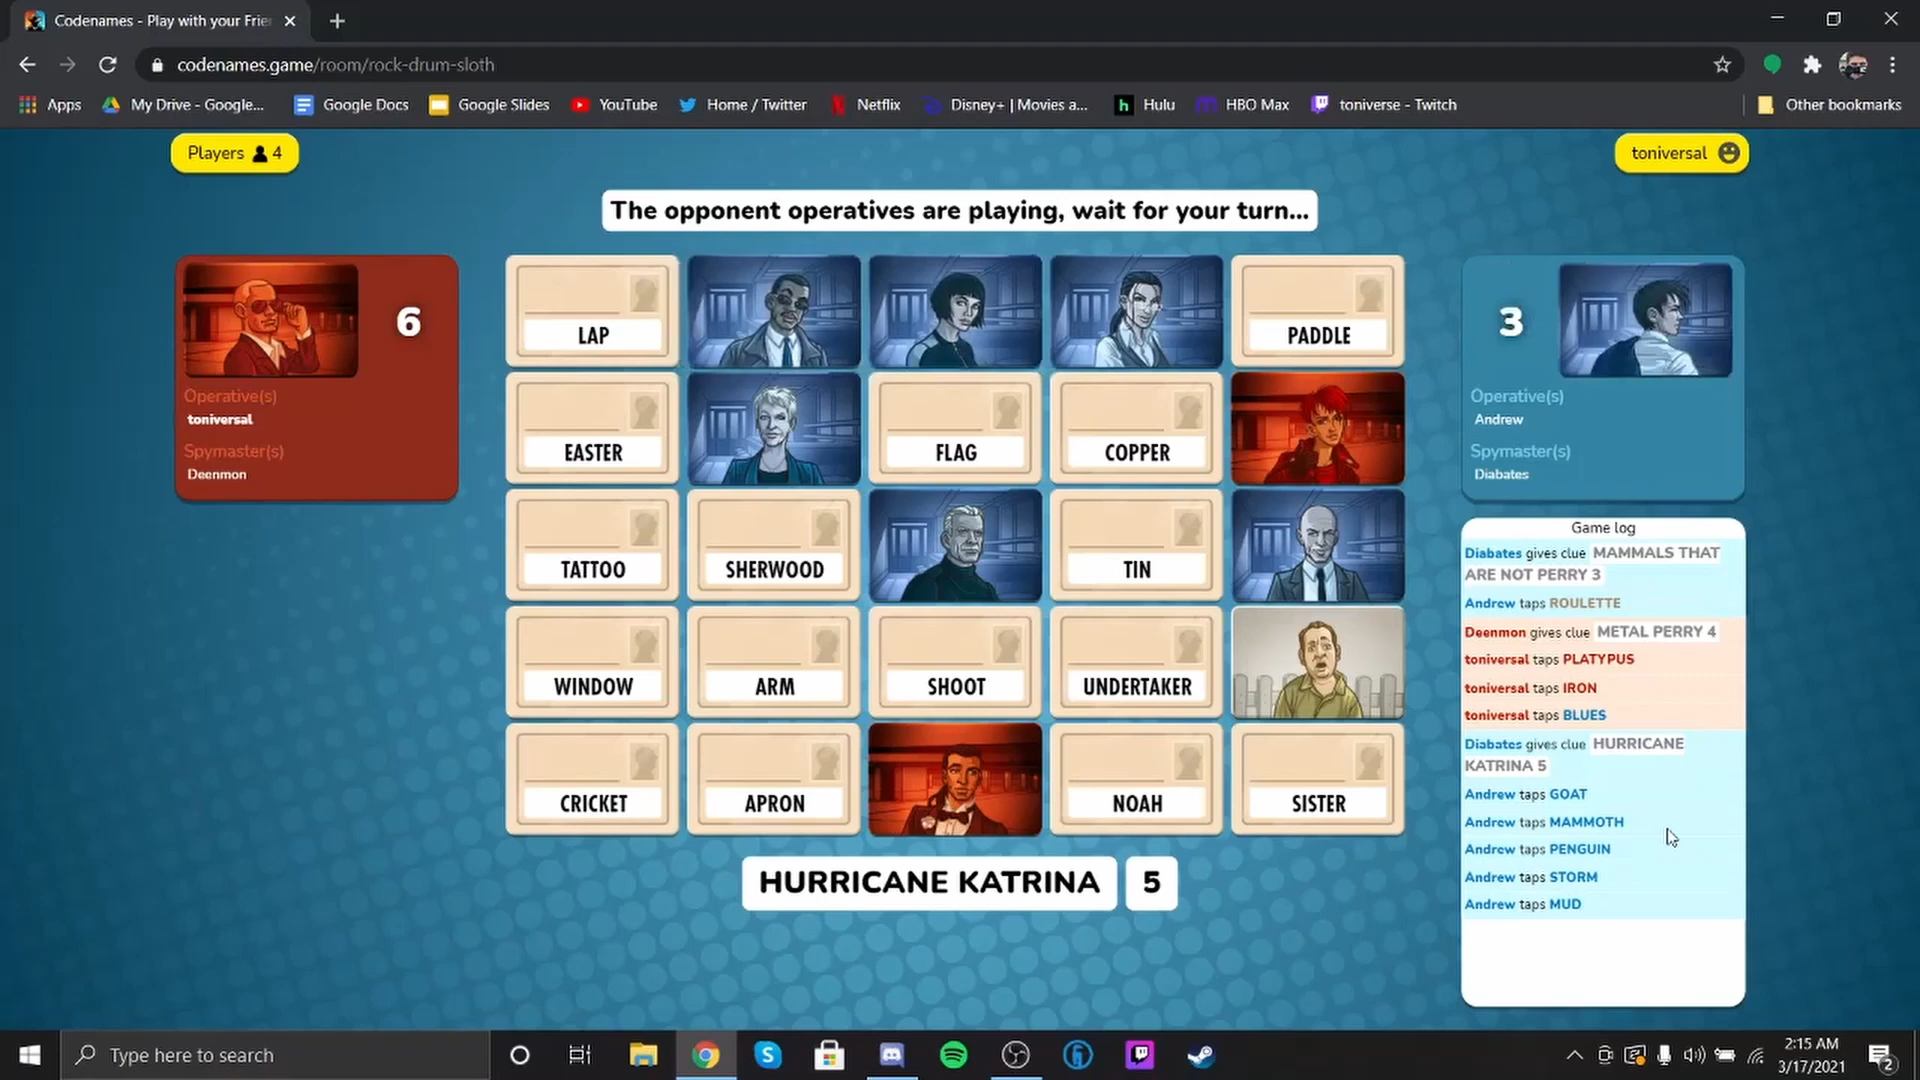 Codenames - Play with your Frie
codenames.game/room/rock-drum-sloth
Apps
My Drive - Google...
Google Docs
Google Slides
YouTube
Home / Twitter
Netflix
Disney+ | Movies a...
Hulu
HBO Max
toniverse - Twitch
Other bookmarks
Players 4
toniversal
The opponent operatives are playing, wait for your turn...
6
Operative(s)
toniversal
Spymaster(s)
Deenmon
LAP
PADDLE
EASTER
FLAG
COPPER
TATTOO
SHERWOOD
TIN
WINDOW
ARM
SHOOT
UNDERTAKER
CRICKET
APRON
NOAH
SISTER
HURRICANE KATRINA 5
3
Operative(s)
Andrew
Spymaster(s)
Diabates
Game log
Diabates gives clue MAMMALS THAT
ARE NOT PERRY 3
Andrew taps ROULETTE
Deenmon gives clue METAL PERRY 4
toniversal taps PLATYPUS
toniversal taps IRON
toniversal taps BLUES
Diabates gives clue HURRICANE
KATRINA 5
Andrew taps GOAT
Andrew taps MAMMOTH
Andrew taps PENGUIN
Andrew taps STORM
Andrew taps MUD
Type here to search
2:15 AM
3/17/2021
2